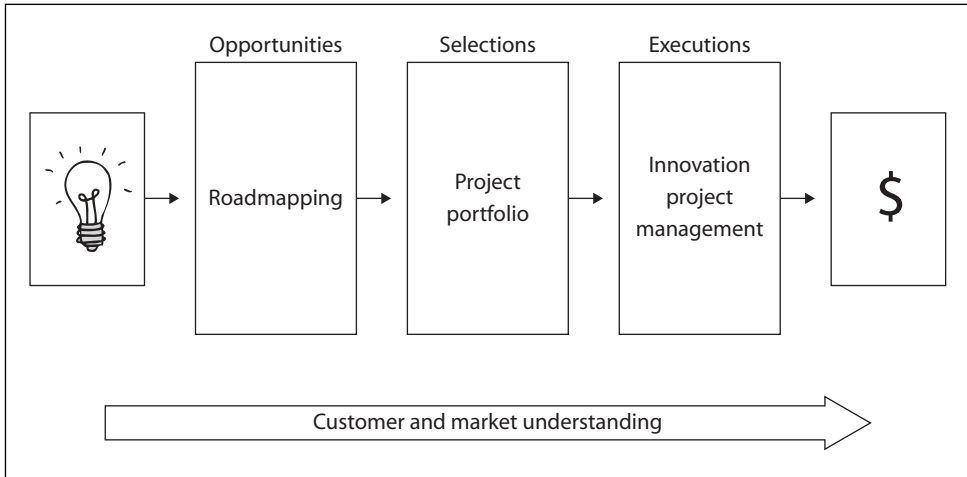 Opportunities
Selections
Executions
Roadmapping
Project
portfolio
Innovation
project
management
$
Customer and market understanding